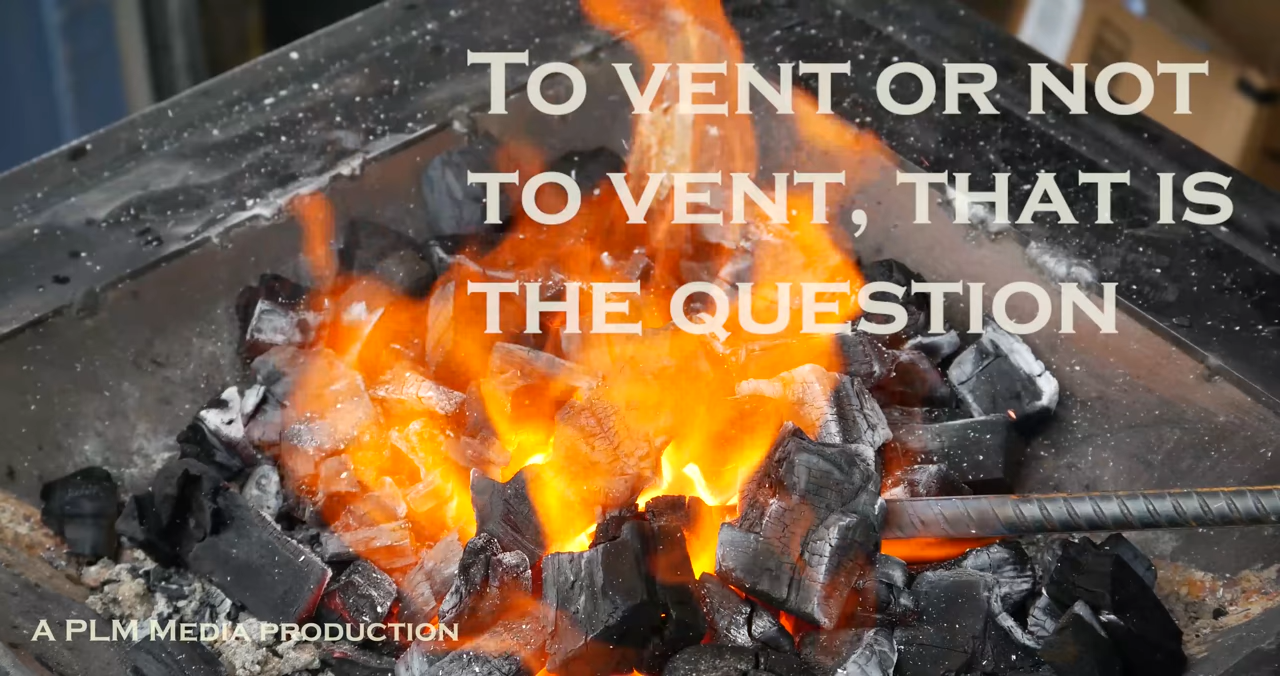 To vent or not
to vent, that is
the question
A PLM Media production